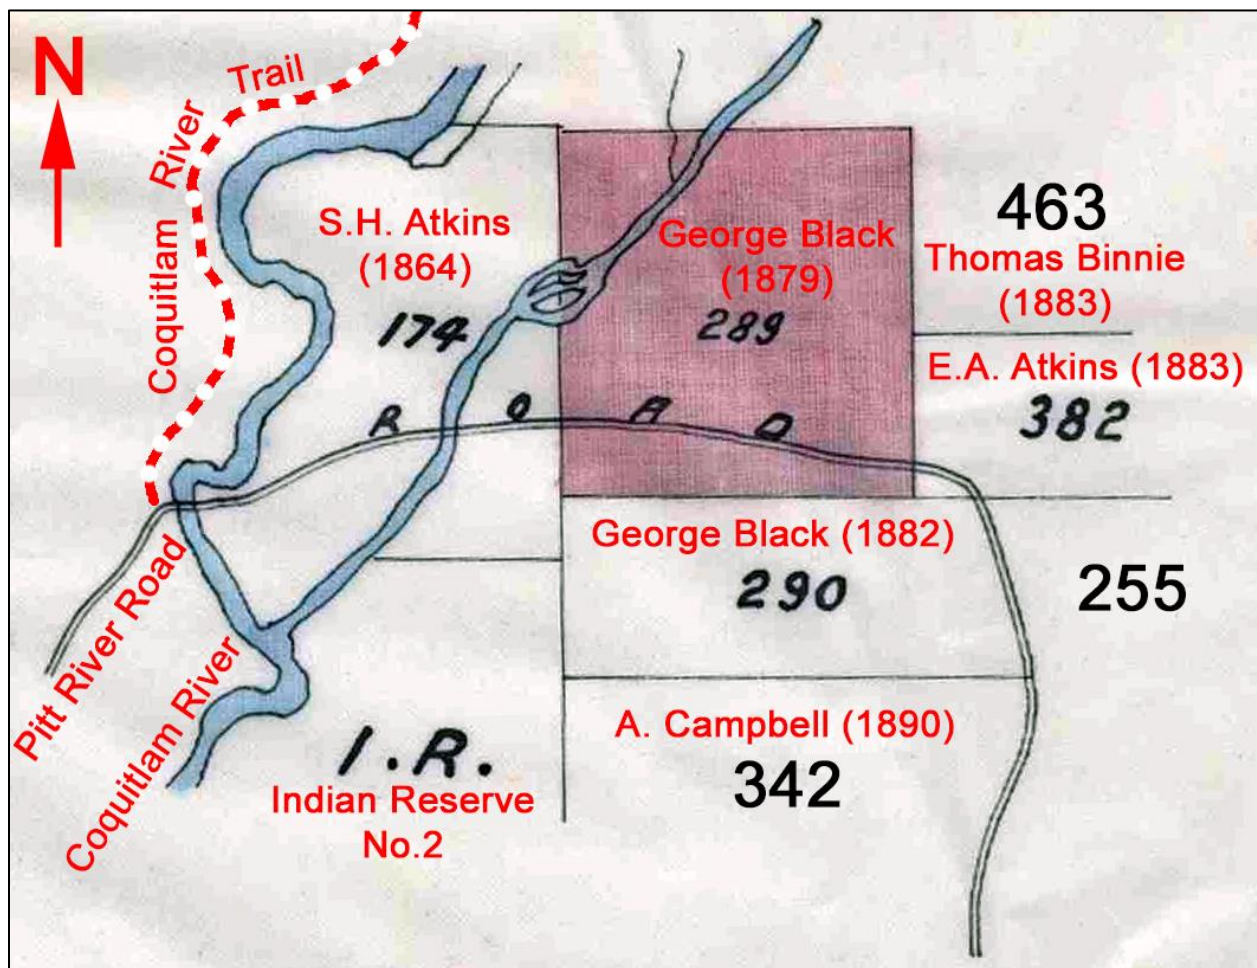 N
Coquitlam River Trail
S.H. Atkins
(1864)
174
George Black
(1879)
289
463
Thomas Binnie
(1883)
E.A. Atkins (1883)
382
ROAD
George Black (1882)
290
255
Pitt River Road
Coquitlam River
A. Campbell (1890)
342
I.R.
Indian Reserve
No.2